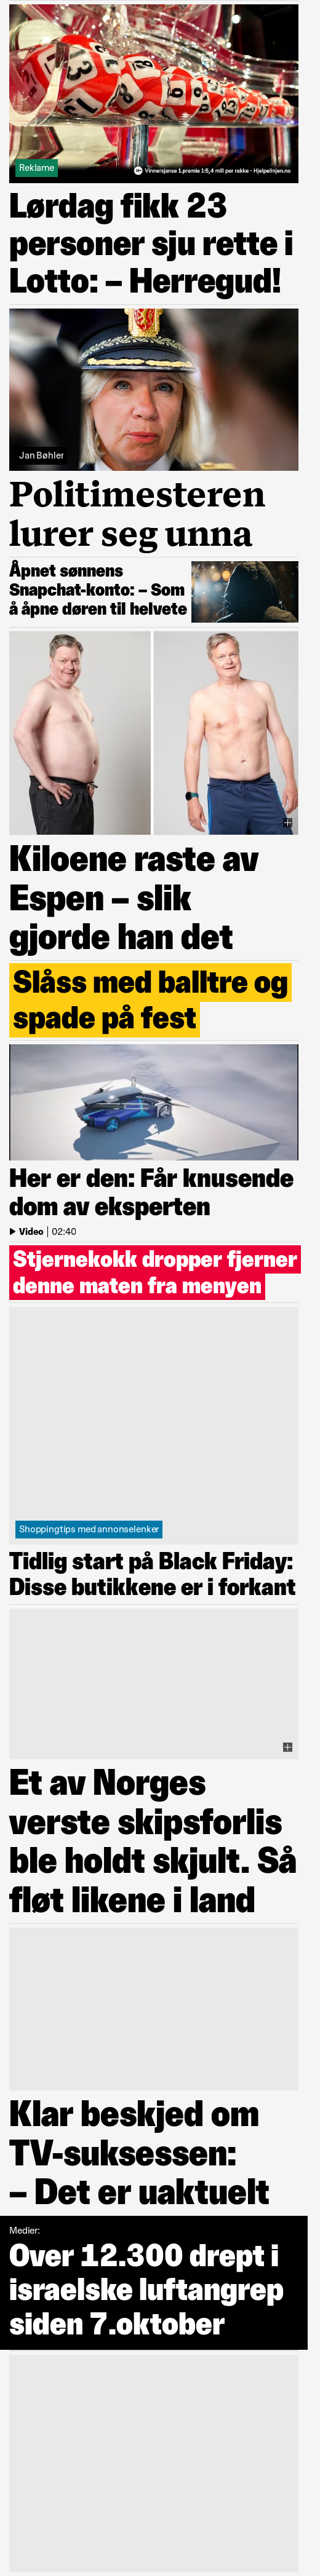 Reklame
Vinnersjanse 1.premie 1:5,4 mill per rekke - Hjelpelinjen.no
Lørdag fikk 23
personer sju rette i
Lotto: – Herregud!
Jan Bøhler
Politimesteren
lurer seg unna
Åpnet sønnens
Snapchat-konto: – Som
å åpne døren til helvete
Kiloene raste av
Espen – slik
gjorde han det
Slåss med balltre og
spade på fest
Her er den: Får knusende
dom av eksperten
Video | 02:40
Stjernekokk dropper fjerner
denne maten fra menyen
Shoppingtips med annonselenker
Tidlig start på Black Friday:
Disse butikkene er i forkant
Et av Norges
verste skipsforlis
ble holdt skjult. Så
fløt likene i land
Klar beskjed om
TV-suksessen:
– Det er uaktuelt
Medier:
Over 12.300 drept i
israelske luftangrep
siden 7.oktober